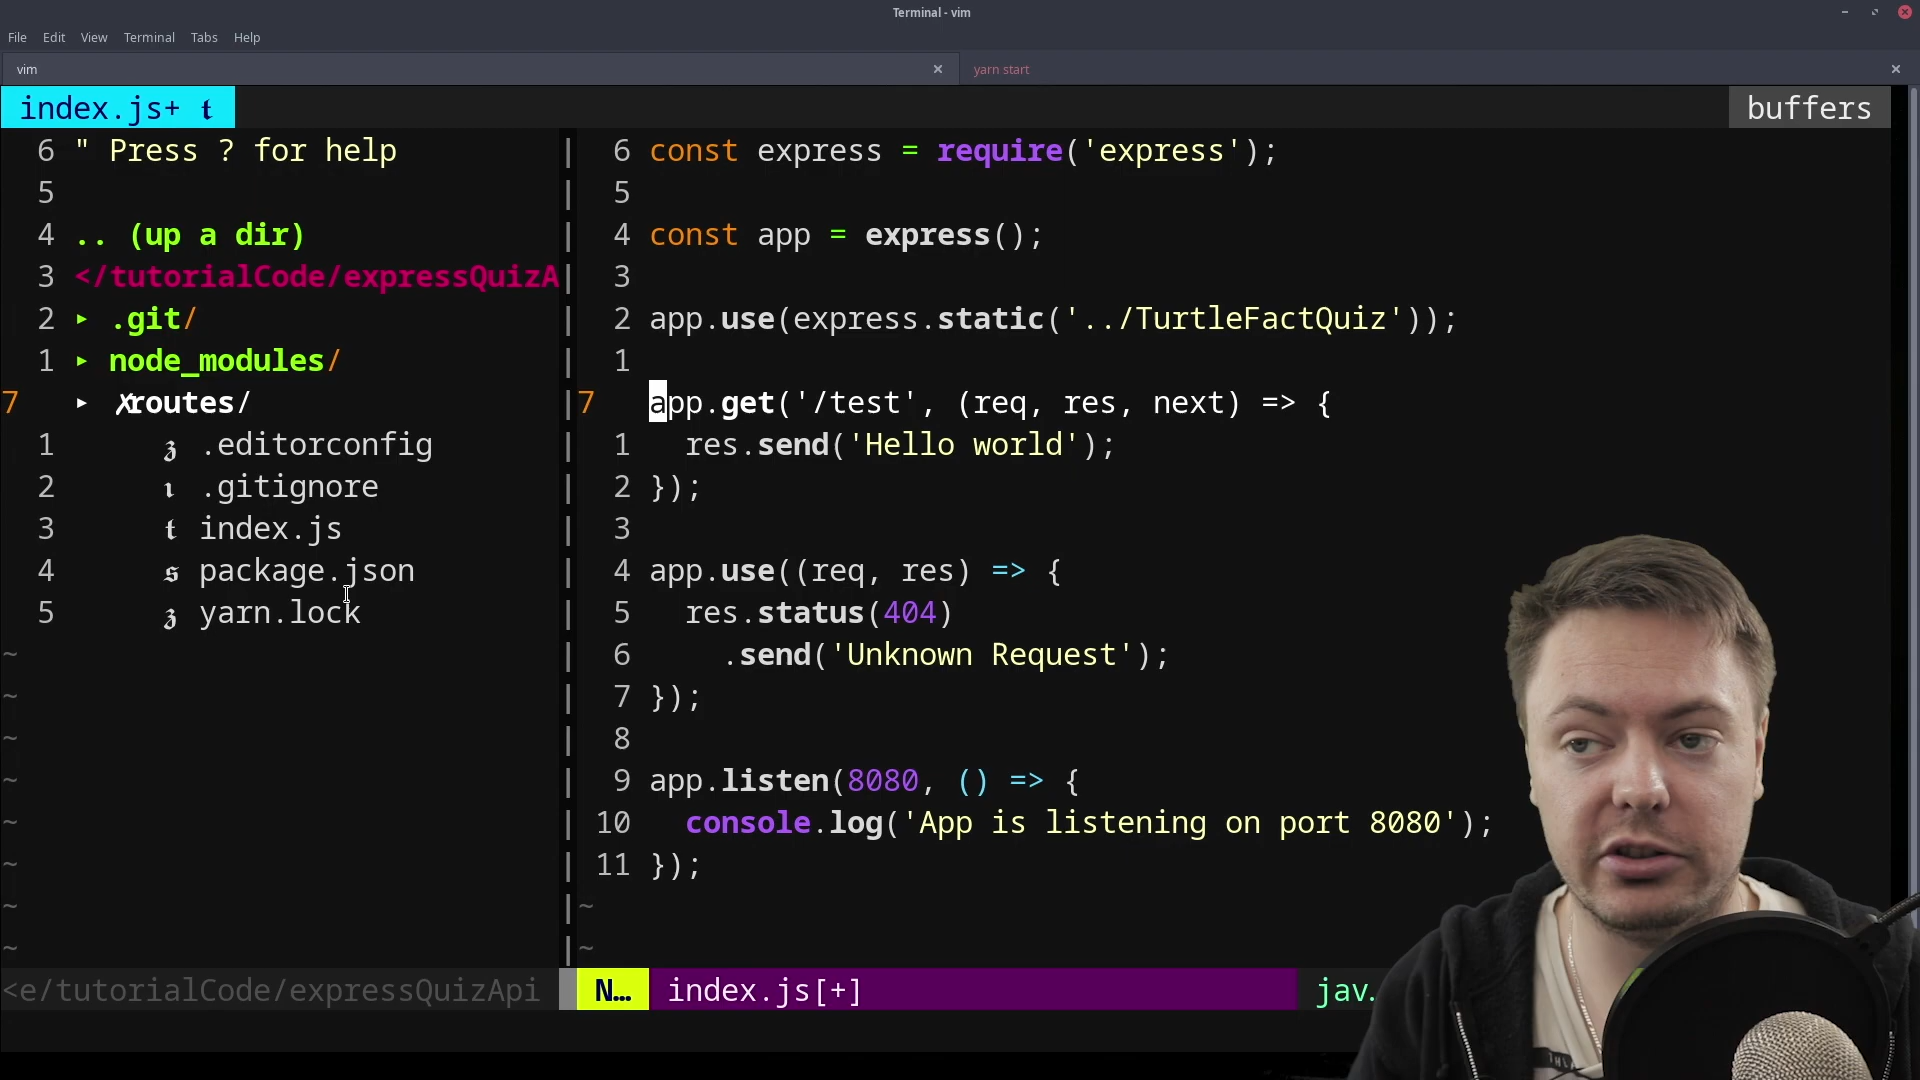 Terminal - vim
File Edit View Terminal Tabs Help
vim
yarn start
index.js+ 𝖙
buffers
6 " Press ? for help
5
4 .. (up a dir)
3 </tutorialCode/expressQuizA
2 ▸ .git/
1 ▸ node_modules/
7 ▸ ✗routes/
1 .editorconfig
2 .gitignore
3 𝖙 index.js
4 package.json
5 yarn.lock
~
~
~
~
~
~
~
~
<e/tutorialCode/expressQuizApi
6 const express = require('express');
5
4 const app = express();
3
2 app.use(express.static('../TurtleFactQuiz'));
1
7 app.get('/test', (req, res, next) => {
1 res.send('Hello world');
2 });
3
4 app.use((req, res) => {
5 res.status(404)
6 .send('Unknown Request');
7 });
8
9 app.listen(8080, () => {
10 console.log('App is listening on port 8080');
11 });
~
~
N… index.js[+] jav.